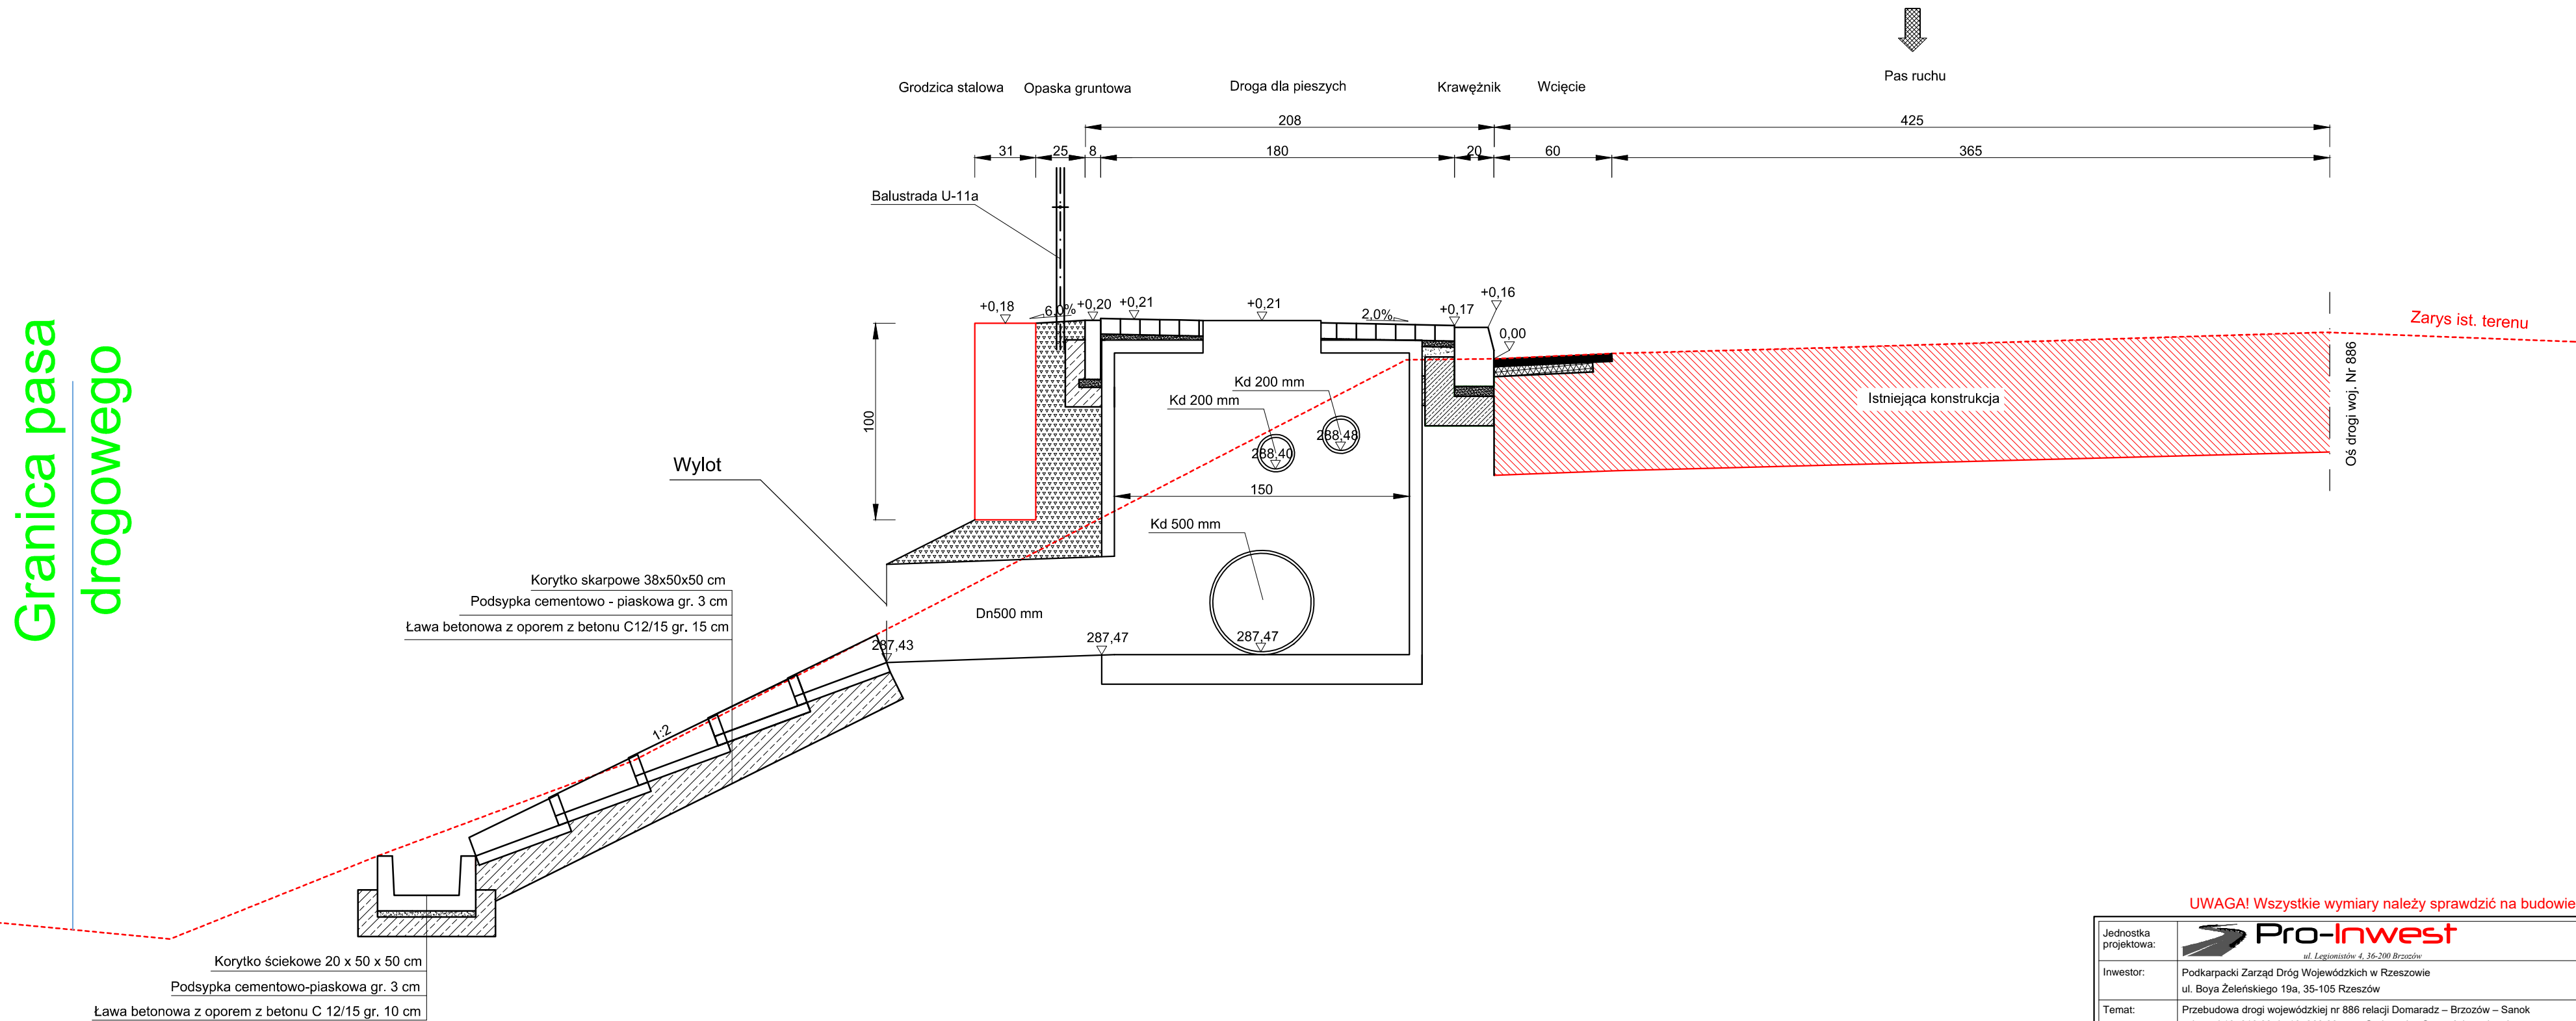 Pas ruchu
Grodzica stalowa
Opaska gruntowa
Droga dla pieszych
Krawężnik
Wcięcie
208
425
31
25
8
180
20
60
365
Balustrada U-11a
+0,18
6,0%
+0,20
+0,21
+0,21
2,0%
+0,17
+0,16
0,00
Zarys ist. terenu
Oś drogi woj. Nr 886
Istniejąca konstrukcja
Granica pasa
drogowego
100
Kd 200 mm
Kd 200 mm
288,48
288,40
Wylot
150
Kd 500 mm
Korytko skarpowe 38x50x50 cm
Podsypka cementowo - piaskowa gr. 3 cm
Ława betonowa z oporem z betonu C12/15 gr. 15 cm
Dn500 mm
287,43
287,47
287,47
1:2
Korytko ściekowe 20 x 50 x 50 cm
Podsypka cementowo-piaskowa gr. 3 cm
Ława betonowa z oporem z betonu C 12/15 gr. 10 cm
UWAGA! Wszystkie wymiary należy sprawdzić na budowie
Jednostka
projektowa:
Pro-Inwest
ul. Legionistów 4, 36-200 Brzozów
Inwestor:
Podkarpacki Zarząd Dróg Wojewódzkich w Rzeszowie
ul. Boya Żeleńskiego 19a, 35-105 Rzeszów
Temat:
Przebudowa drogi wojewódzkiej nr 886 relacji Domaradz – Brzozów – Sanok